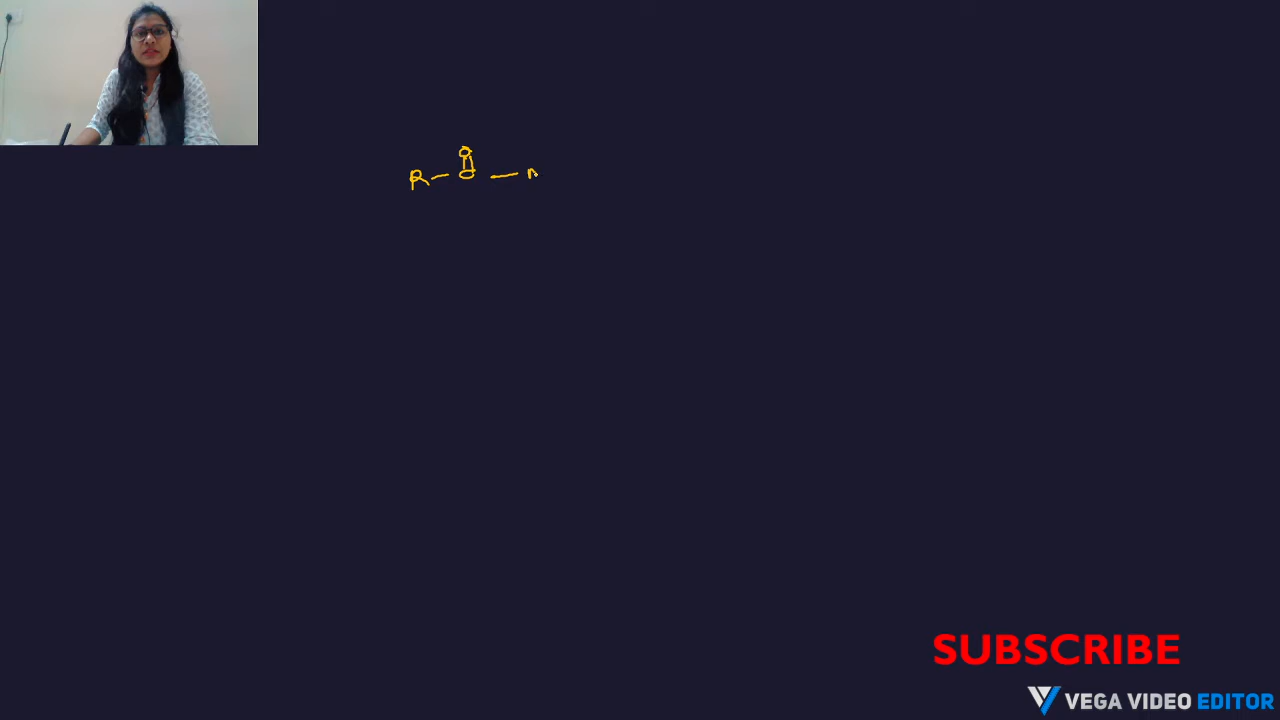 O
R – C – n
SUBSCRIBE
VEGA VIDEO EDITOR